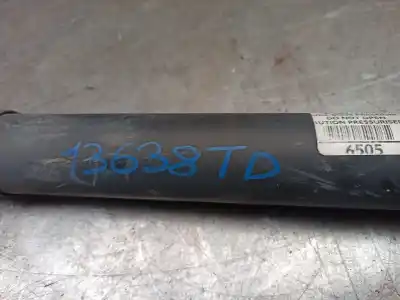 DO NOT OPEN
CAUTION PRESSURISED
6505
13638TD